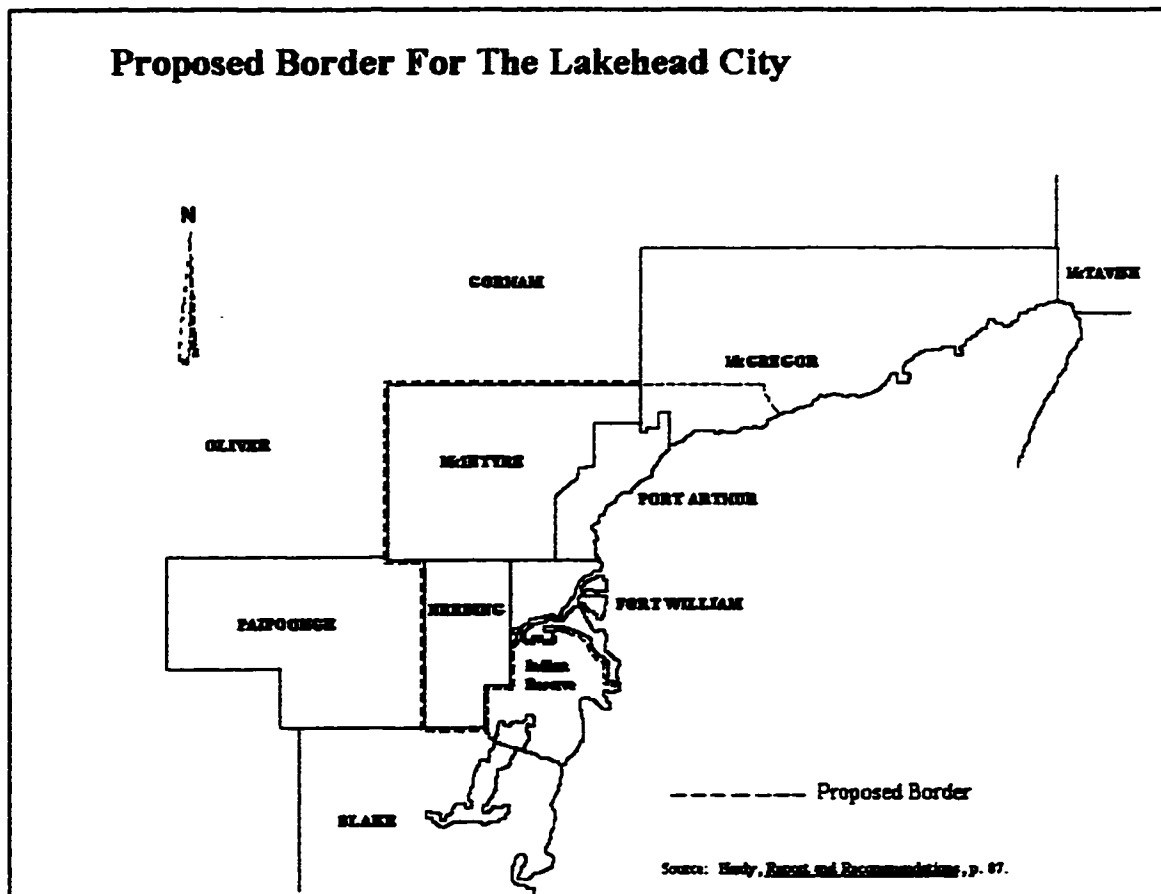 Proposed Border For The Lakehead City
N
GORHAM
McTAVISH
McGREGOR
OLIVER
McINTYRE
PORT ARTHUR
NEEBING
FORT WILLIAM
PAIPOONGE
Indian
Reserve
BLAKE
Proposed Border
Source: Hardy, Report and Recommendations, p. 87.